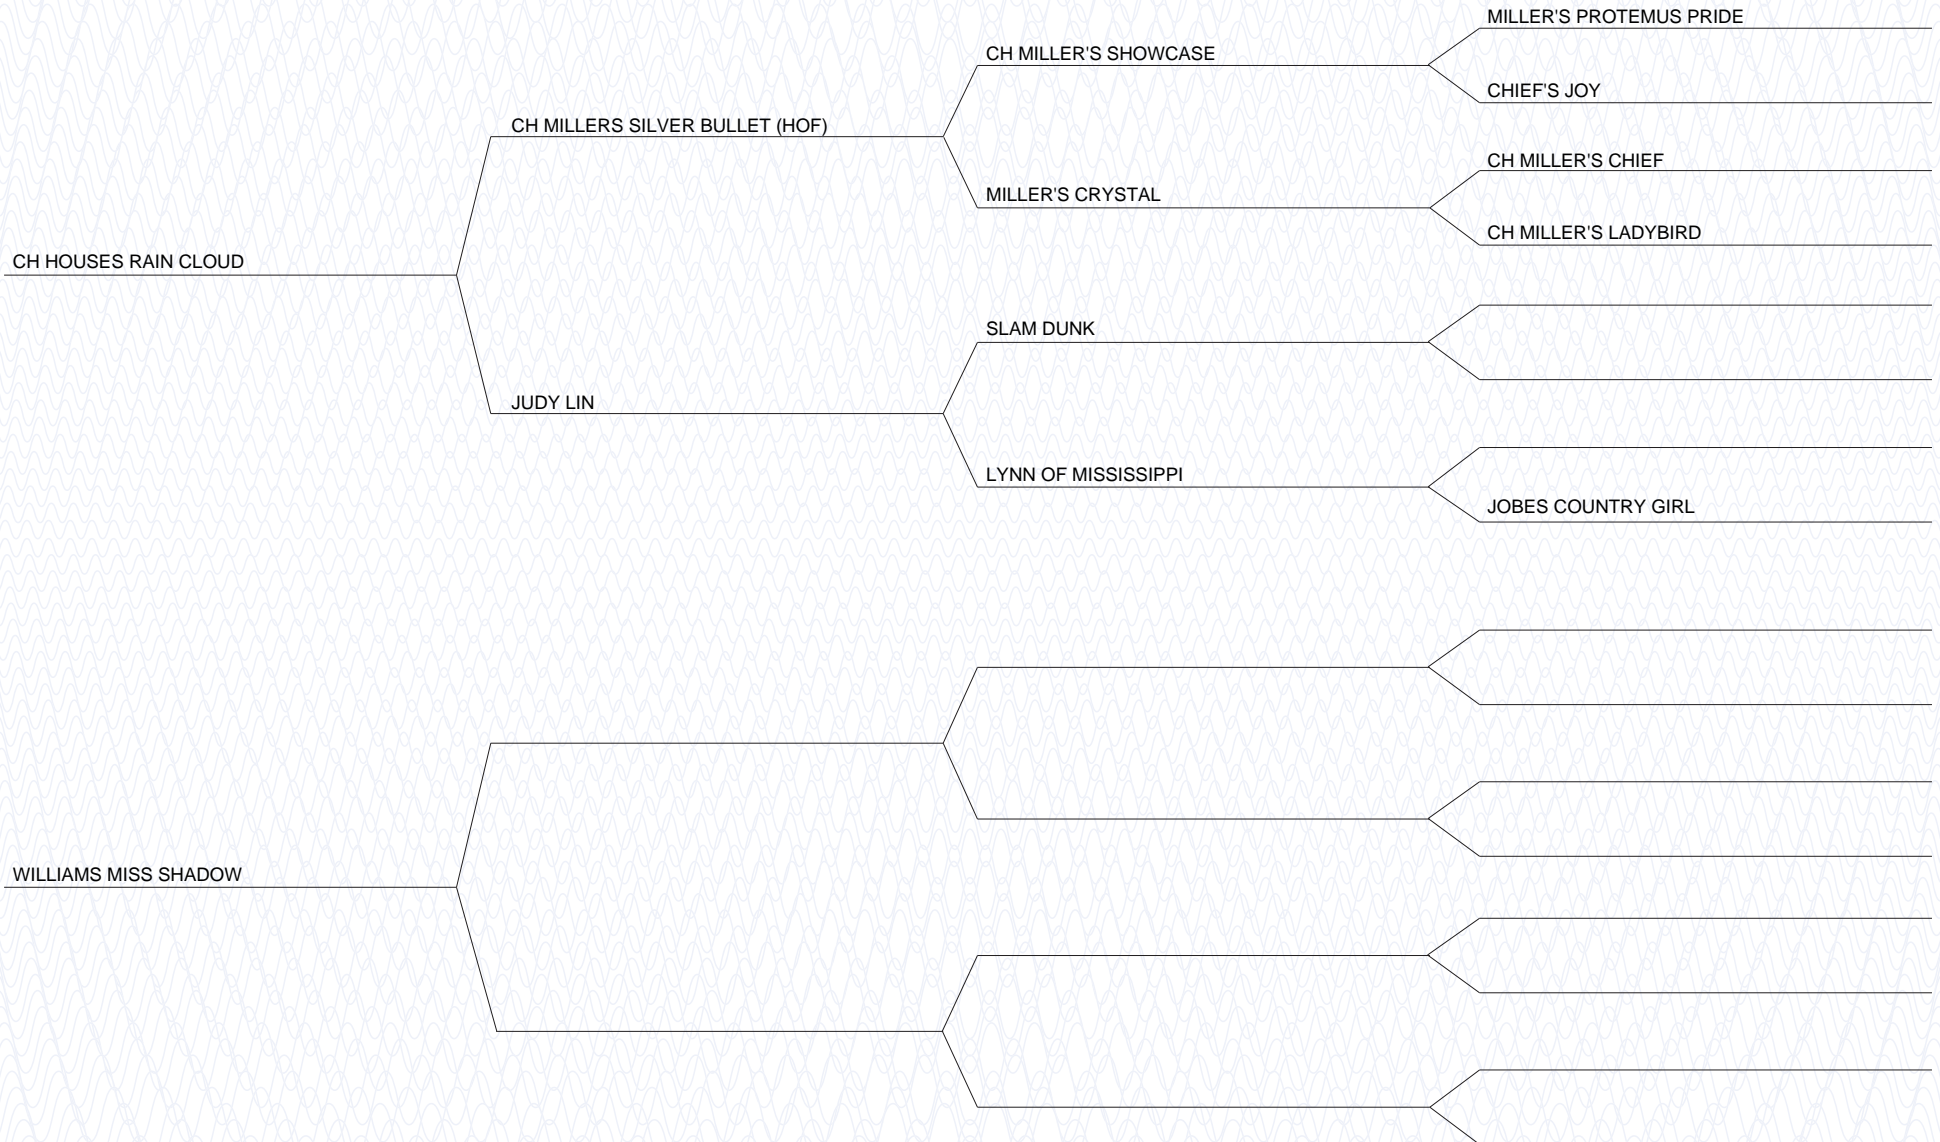 MILLER'S PROTEMUS PRIDE
CH MILLER'S SHOWCASE
CHIEF'S JOY
CH MILLERS SILVER BULLET (HOF)
CH MILLER'S CHIEF
MILLER'S CRYSTAL
CH MILLER'S LADYBIRD
CH HOUSES RAIN CLOUD
SLAM DUNK
JUDY LIN
LYNN OF MISSISSIPPI
JOBES COUNTRY GIRL
WILLIAMS MISS SHADOW